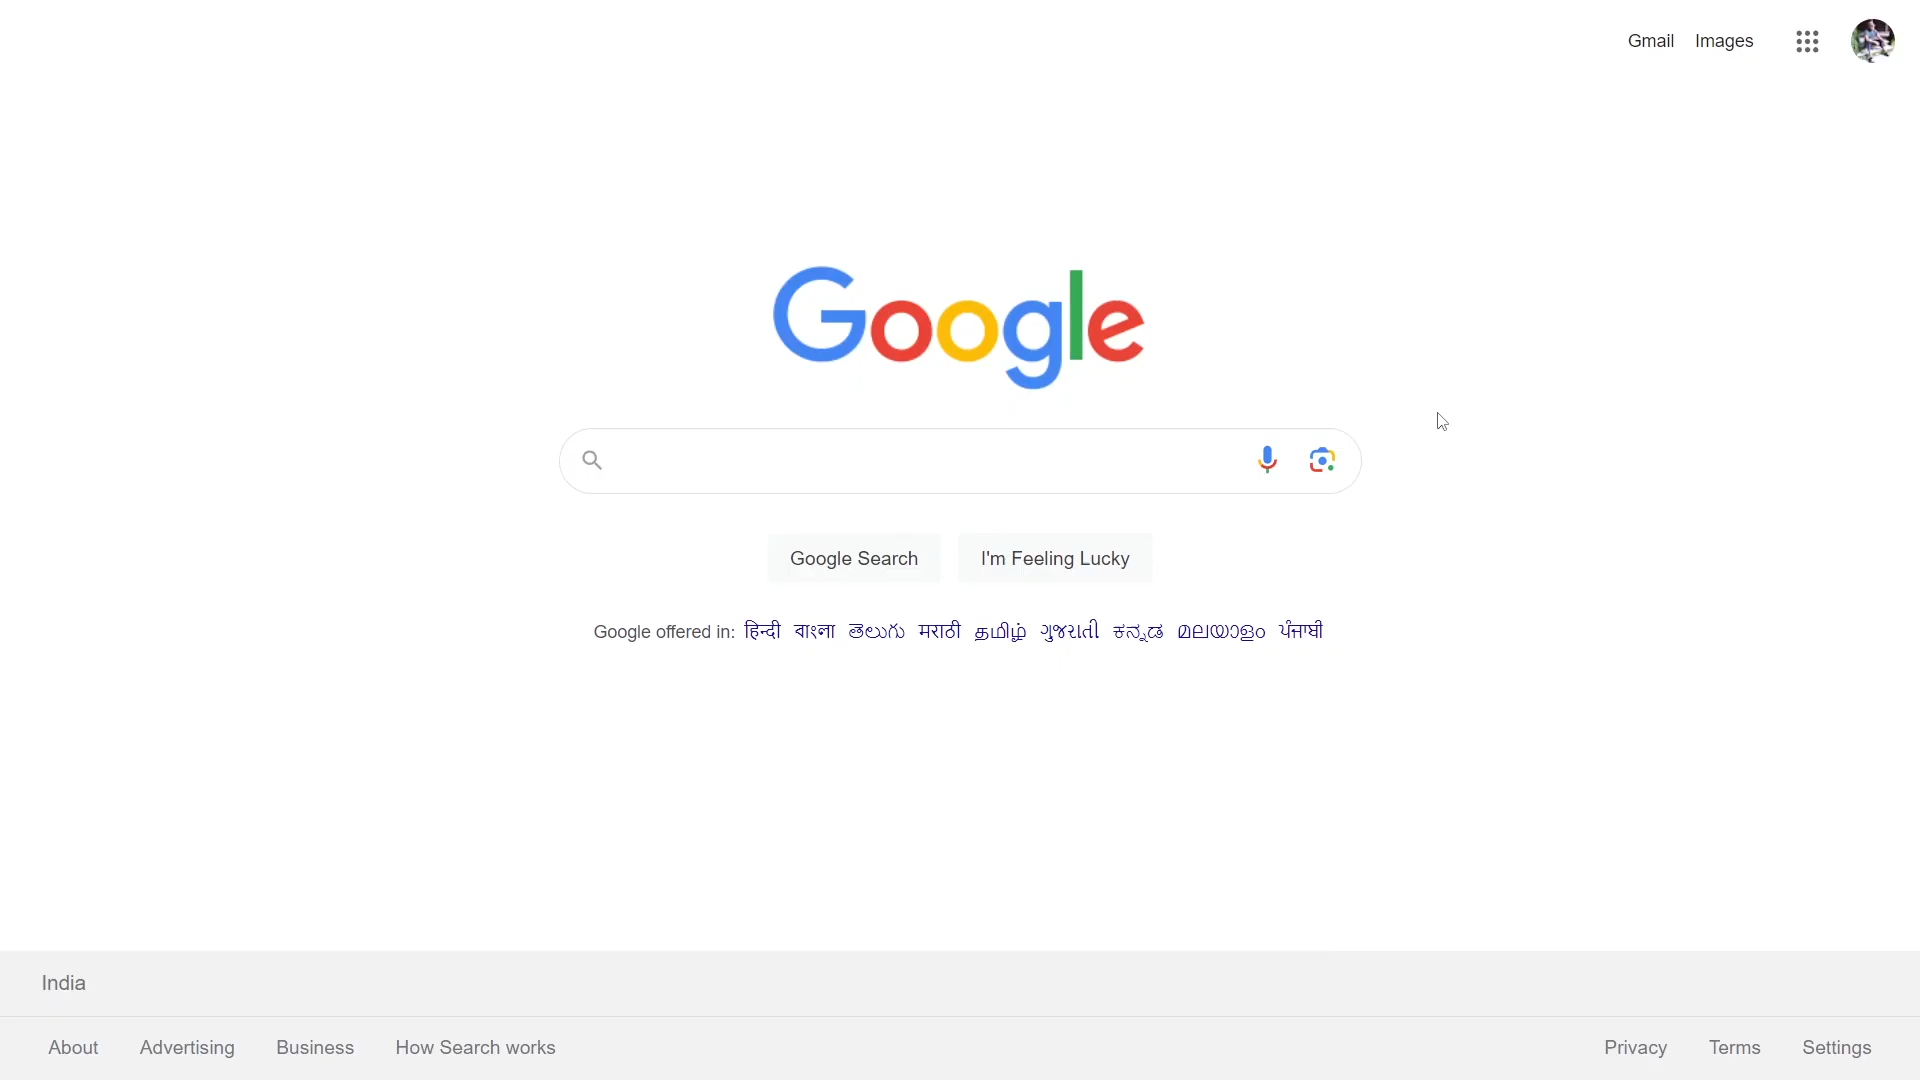 Gmail Images
Google
Google Search I'm Feeling Lucky
Google offered in: हिन्दी বাংলা తెలుగు मराठी தமிழ் ગુજરાતી ಕನ್ನಡ മലയാളം ਪੰਜਾਬੀ
India
About Advertising Business How Search works Privacy Terms Settings